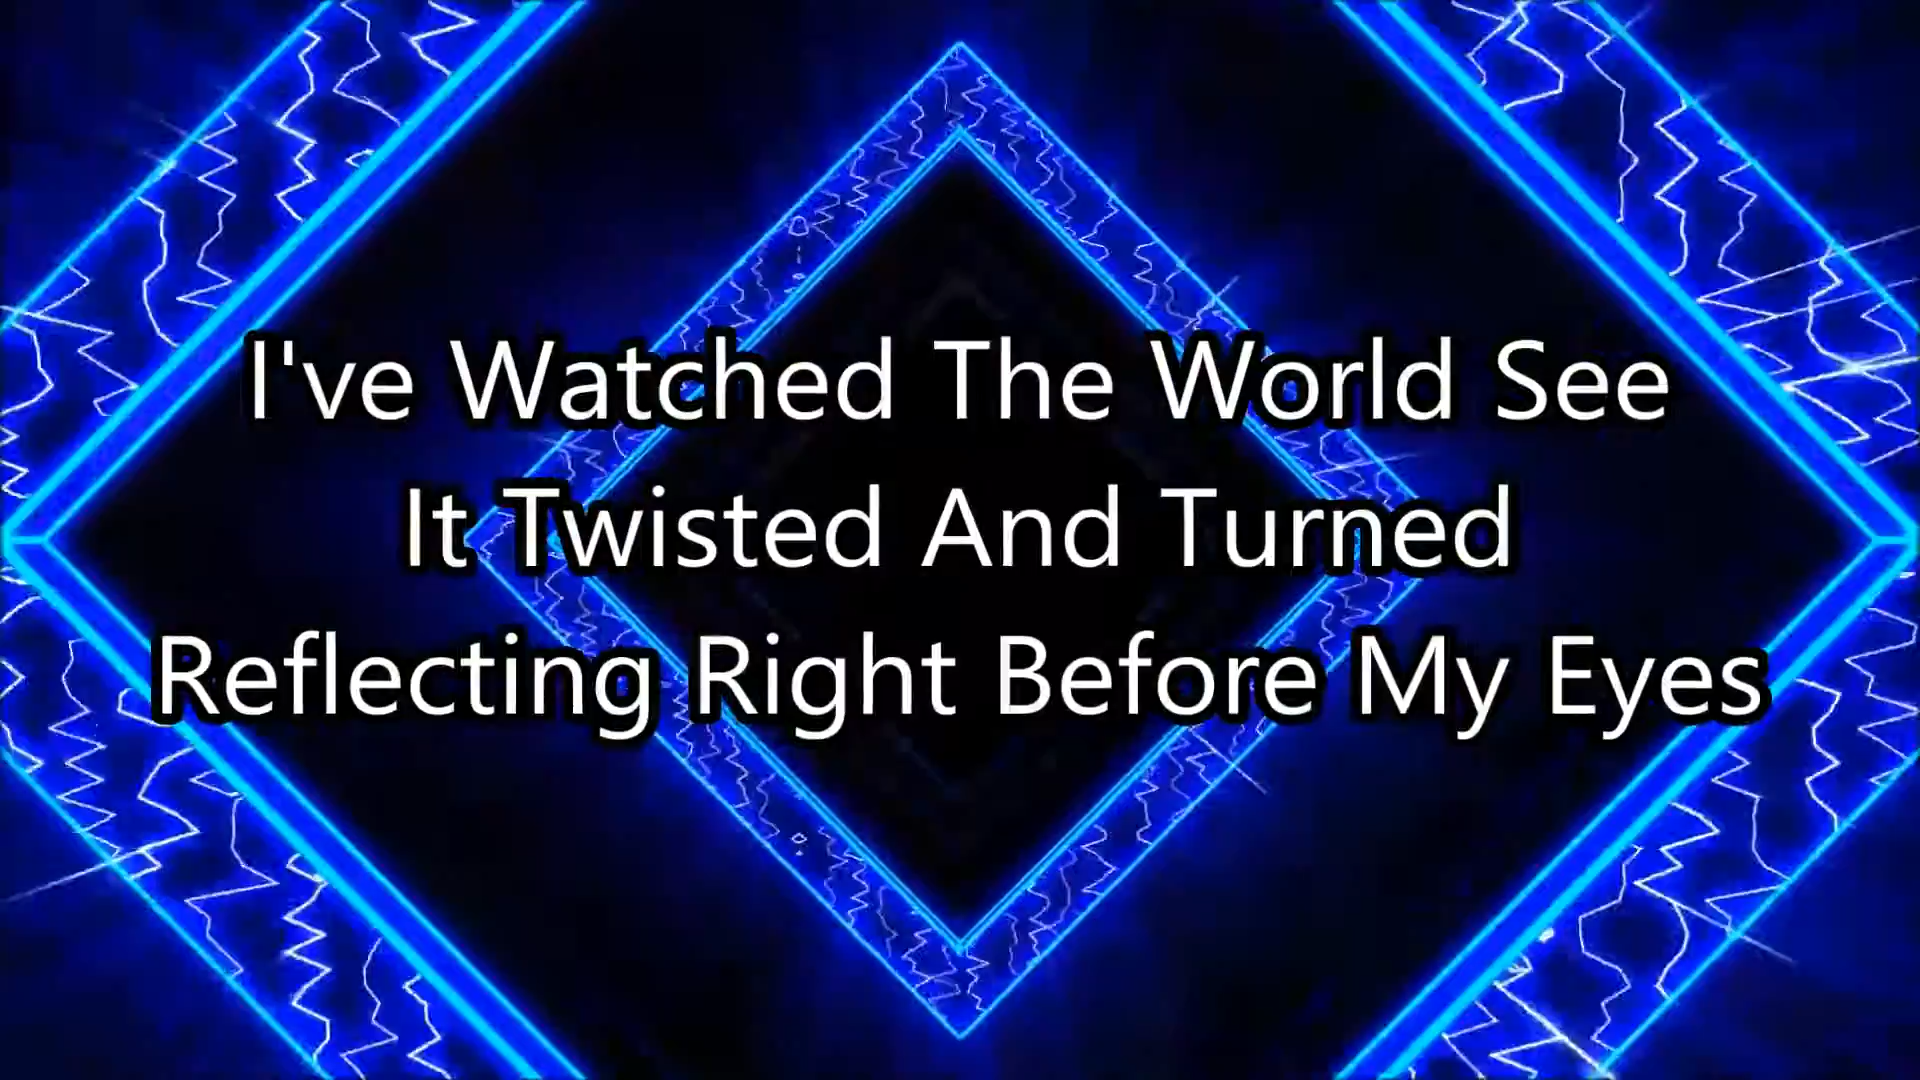 I've Watched The World See
It Twisted And Turned
Reflecting Right Before My Eyes